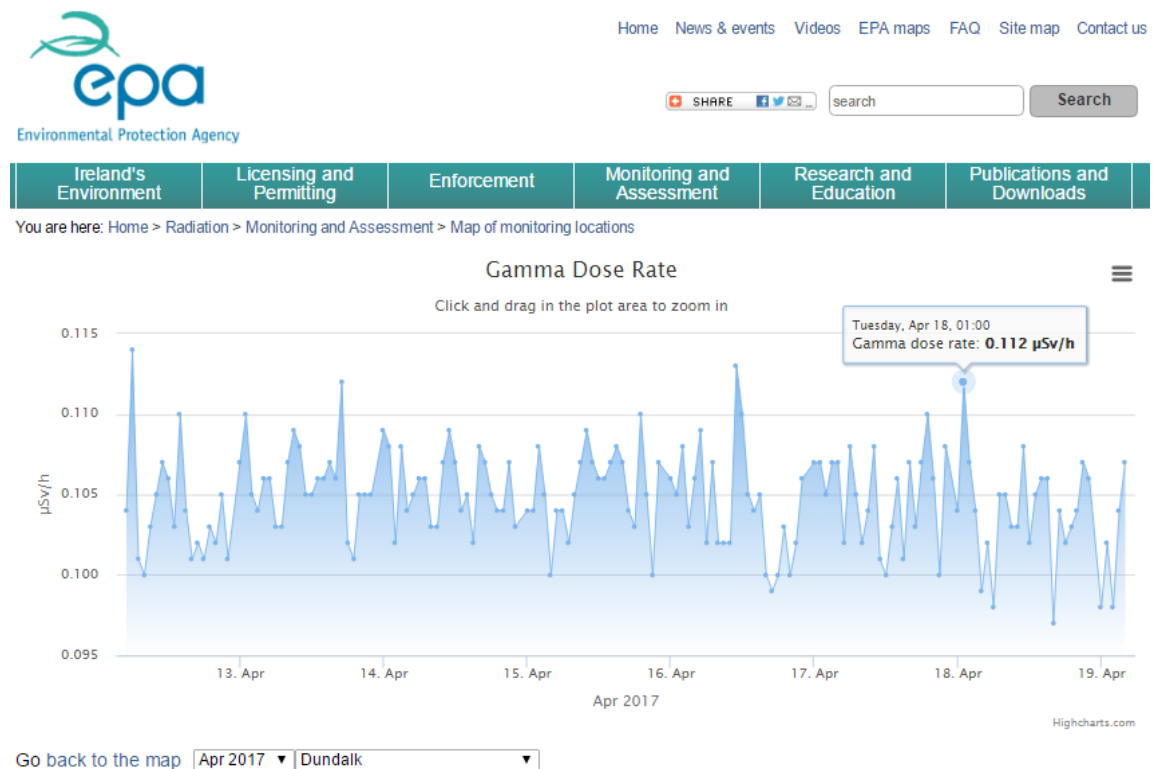 Home News & events Videos EPA maps FAQ Site map Contact us
epa
Environmental Protection Agency
SHARE ...
search
Search
Ireland's Environment
Licensing and Permitting
Enforcement
Monitoring and Assessment
Research and Education
Publications and Downloads
You are here: Home > Radiation > Monitoring and Assessment > Map of monitoring locations
Gamma Dose Rate
Click and drag in the plot area to zoom in
Tuesday, Apr 18, 01:00
Gamma dose rate: 0.112 µSv/h
µSv/h
0.115
0.110
0.105
0.100
0.095
13. Apr 14. Apr 15. Apr 16. Apr 17. Apr 18. Apr 19. Apr
Apr 2017
Highcharts.com
Go back to the map Apr 2017 ▼ Dundalk ▼